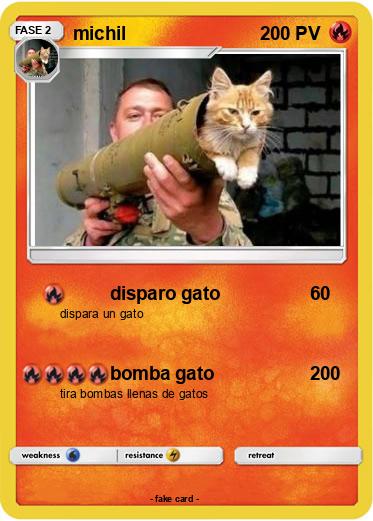 FASE 2 michil 200 PV
disparo gato 60
dispara un gato
bomba gato 200
tira bombas llenas de gatos
weakness resistance retreat
- fake card -